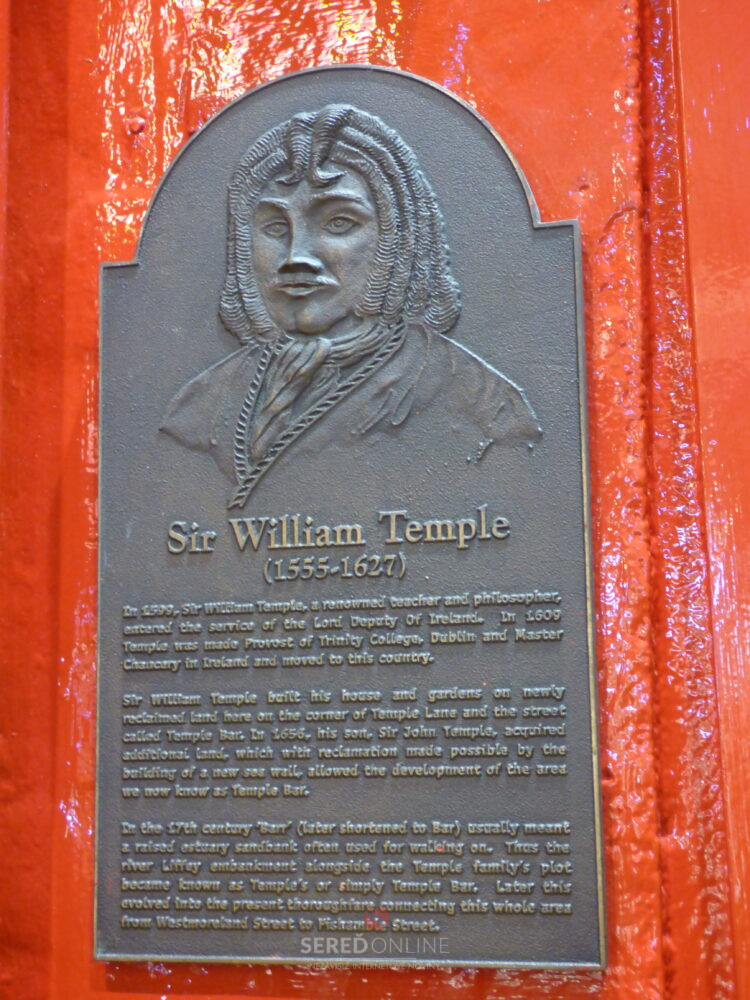 Sir William Temple
(1555-1627)
In 1599, Sir William Temple, a renowned teacher and philosopher,
entered the service of the Lord Deputy Of Ireland. In 1609
Temple was made Provost of Trinity College, Dublin and Master
Chancery in Ireland and moved to this country.
Sir William Temple built his house and gardens on newly
reclaimed land here on the corner of Temple Lane and the street
called Temple Bar. In 1656, his son, Sir John Temple, acquired
additional land, which with reclamation made possible by the
building of a new sea wall, allowed the development of the area
we now know as Temple Bar.
In the 17th century 'Barr' (later shortened to Bar) usually meant
a raised estuary sandbank often used for walking on. Thus the
river Liffey embankment alongside the Temple family's plot
became known as Temple's or simply Temple Bar. Later this
evolved into the present thoroughfare connecting this whole area
from Westmoreland Street to Fishamble Street.
SEREDONLINE